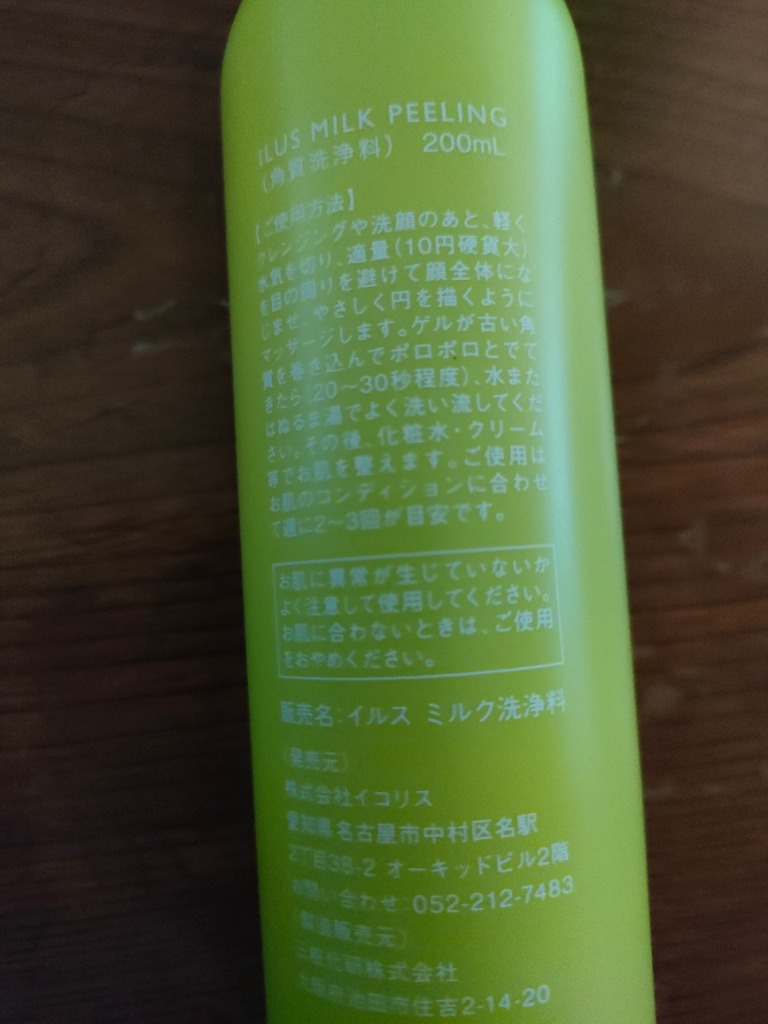 ILUS MILK PEELING
(角質洗浄料) 200mL
【ご使用方法】
クレンジングや洗顔のあと、軽く
水気を切り、適量(10円硬貨大)
を目の周りを避けて顔全体にな
じませ、やさしく円を描くように
マッサージします。ゲルが古い角
質を巻き込んでポロポロとでて
きたら(20〜30秒程度)、水また
はぬるま湯でよく洗い流してくだ
さい。その後、化粧水・クリーム
等でお肌を整えます。ご使用は
お肌のコンディションに合わせ
て週に2〜3回が目安です。
お肌に異常が生じていないか
よく注意して使用してください。
お肌に合わないときは、ご使用
をおやめください。
販売名:イルス ミルク洗浄料
(発売元)
株式会社イコリス
愛知県名古屋市中村区名駅
2丁目38-2 オーキッドビル2階
お問い合わせ 052-212-7483
(製造販売元)
三粧化研株式会社
大阪府池田市住吉2-14-20